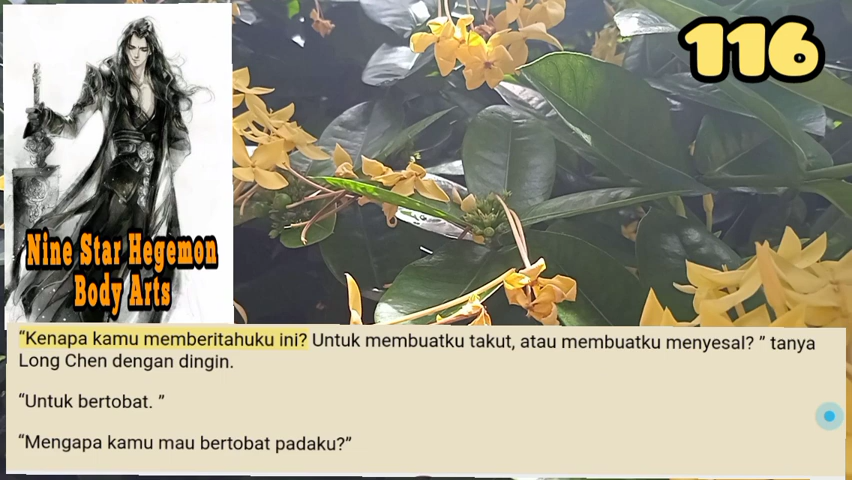 116
Nine Star Hegemon
Body Arts
“Kenapa kamu memberitahuku ini? Untuk membuatku takut, atau membuatku menyesal? ” tanya
Long Chen dengan dingin.
“Untuk bertobat. ”
“Mengapa kamu mau bertobat padaku?”